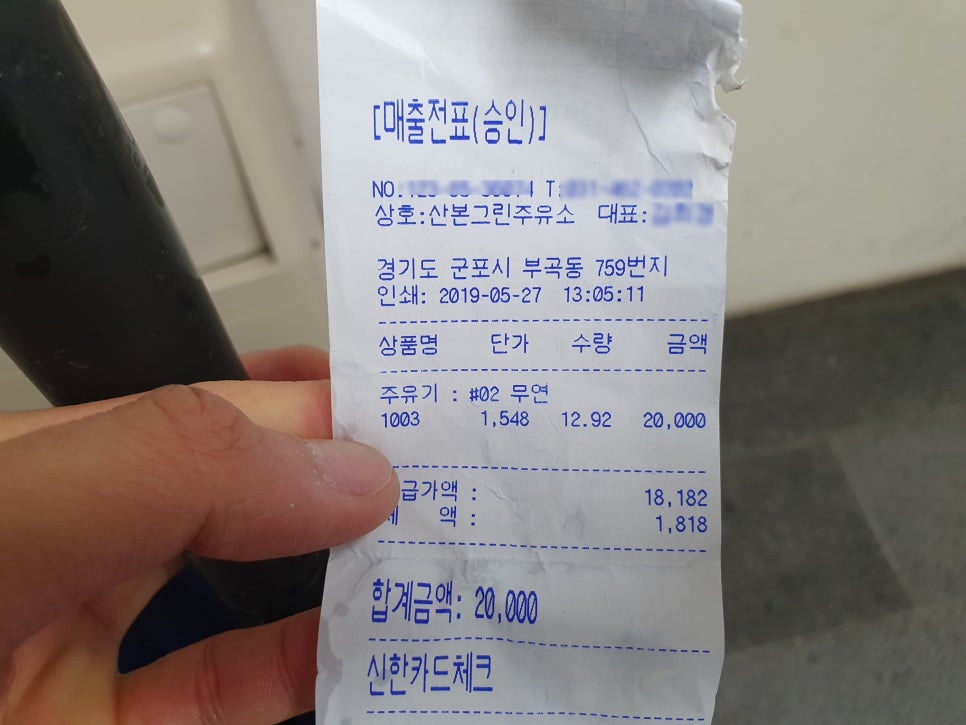 [매출전표(승인)]
NO: T:
상호:산본그린주유소 대표:
경기도 군포시 부곡동 759번지
인쇄: 2019-05-27 13:05:11
상품명 단가 수량 금액
주유기 : #02 무연
1003 1,548 12.92 20,000
급가액 : 18,182
액 : 1,818
합계금액: 20,000
신한카드체크